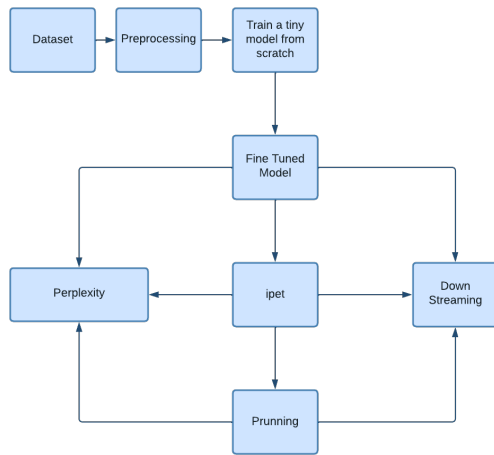 Dataset
Preprocessing
Train a tiny
model from
scratch
Fine Tuned
Model
Perplexity
ipet
Down
Streaming
Prunning